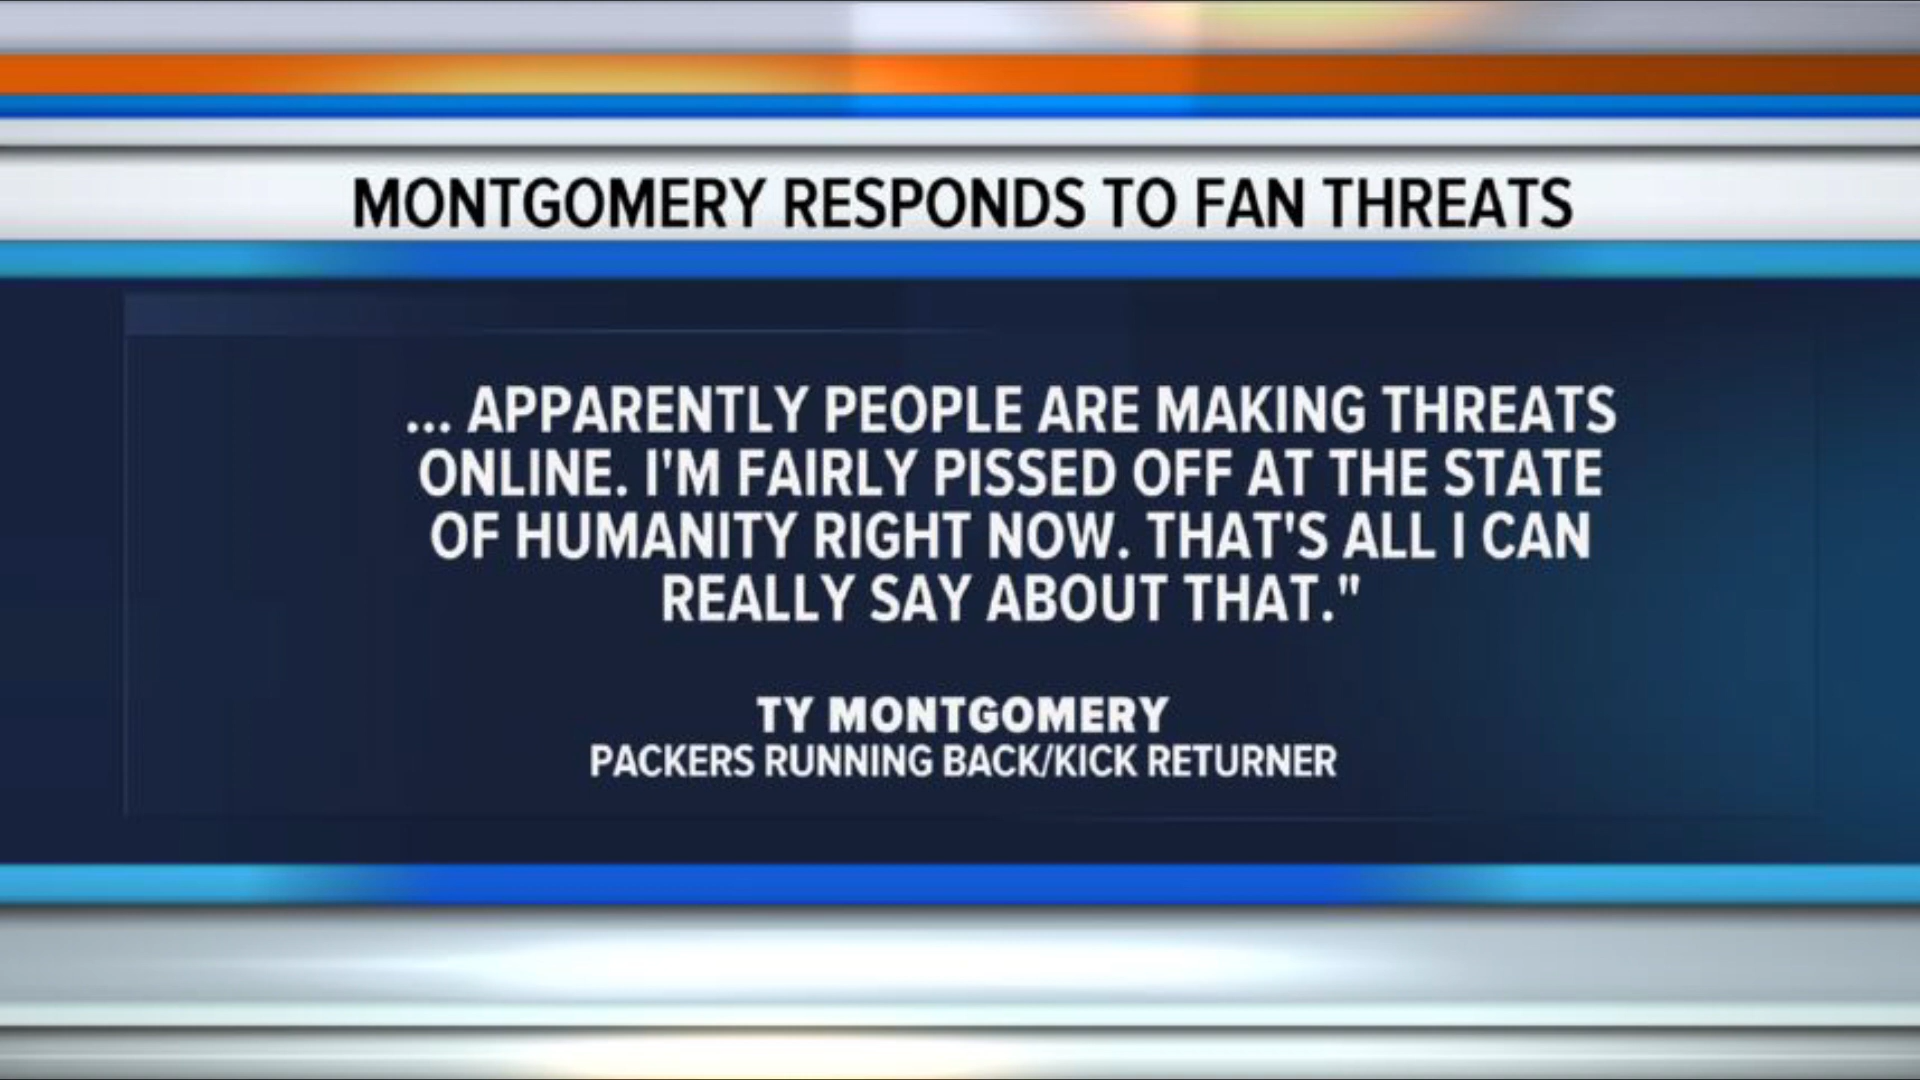 MONTGOMERY RESPONDS TO FAN THREATS
... APPARENTLY PEOPLE ARE MAKING THREATS
ONLINE. I'M FAIRLY PISSED OFF AT THE STATE
OF HUMANITY RIGHT NOW. THAT'S ALL I CAN
REALLY SAY ABOUT THAT."
TY MONTGOMERY
PACKERS RUNNING BACK/KICK RETURNER